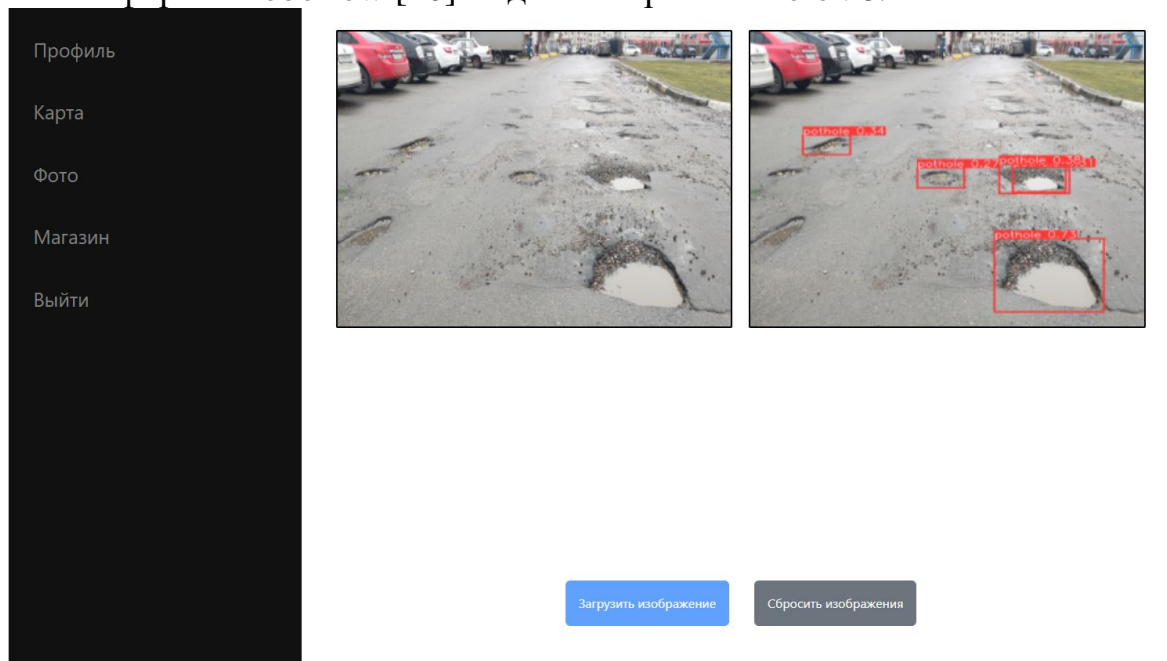 Профиль
Карта
Фото
Магазин
Выйти
pothole 0.34
pothole 0.27
pothole 0.38
pothole 0.73
Загрузить изображение
Сбросить изображения